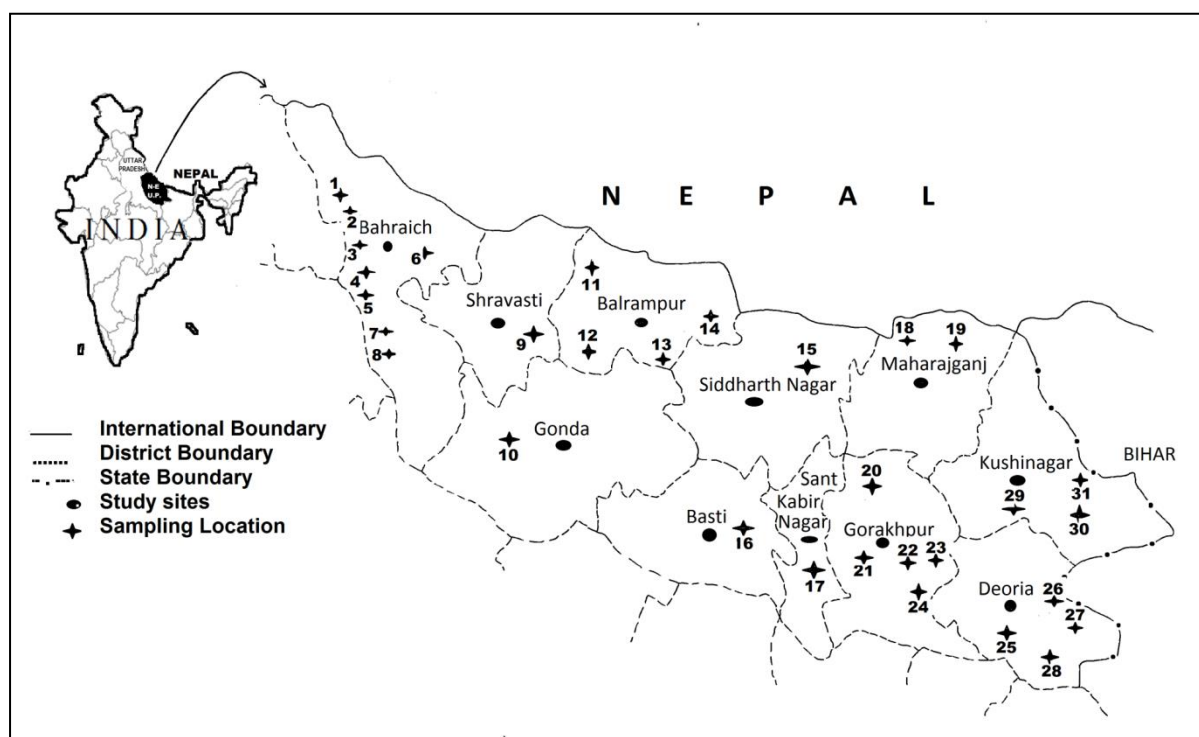 UTTAR
PRADESH
NEPAL
N-E
U.P.
INDIA
N E P A L
1
2
Bahraich
3
6
4
5
7
8
Shravasti
9
11
Balrampur
12
13
14
15
Siddharth Nagar
18
19
Maharajganj
Gonda
10
International Boundary
District Boundary
State Boundary
Study sites
Sampling Location
Basti
16
Sant
Kabir
Nagar
17
20
Gorakhpur
21
22
23
24
Kushinagar
29
31
30
BIHAR
Deoria
26
27
25
28